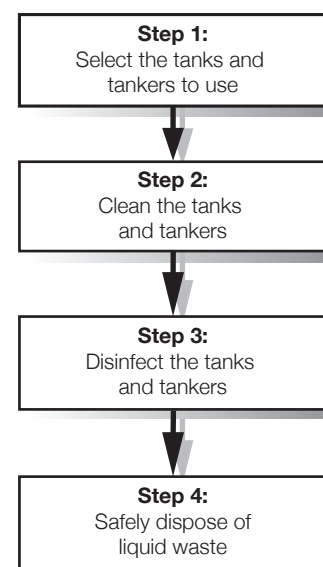 Step 1:
Select the tanks and
tankers to use
Step 2:
Clean the tanks
and tankers
Step 3:
Disinfect the tanks
and tankers
Step 4:
Safely dispose of
liquid waste